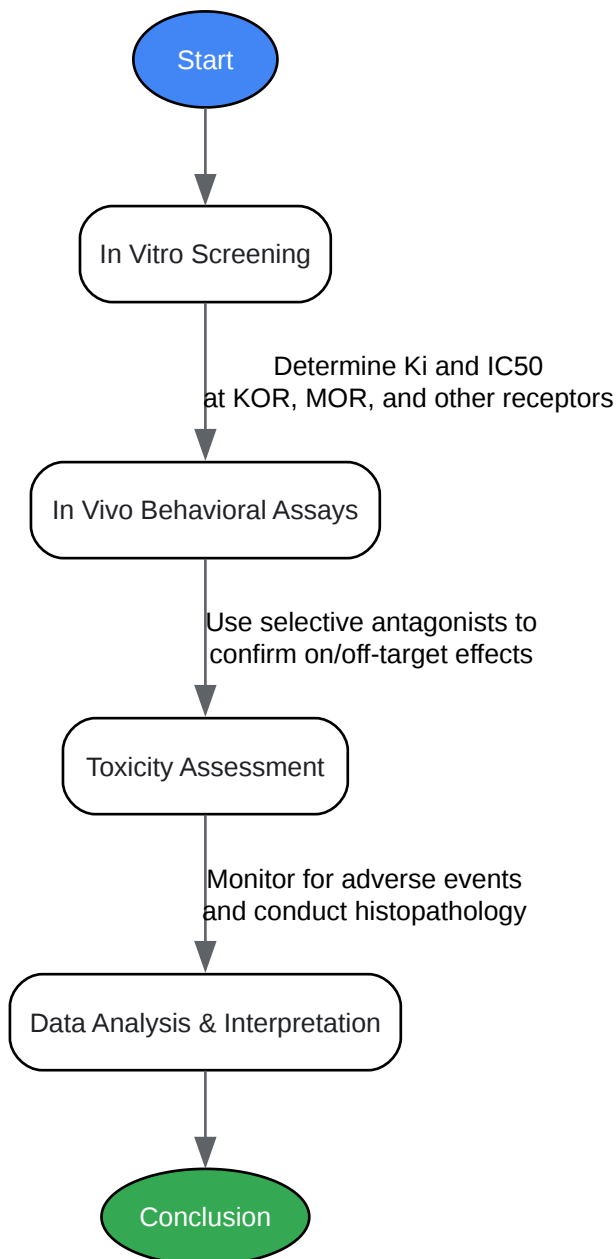 Start
In Vitro Screening
Determine Ki and IC50
at KOR, MOR, and other receptors
In Vivo Behavioral Assays
Use selective antagonists to
confirm on/off-target effects
Toxicity Assessment
Monitor for adverse events
and conduct histopathology
Data Analysis & Interpretation
Conclusion